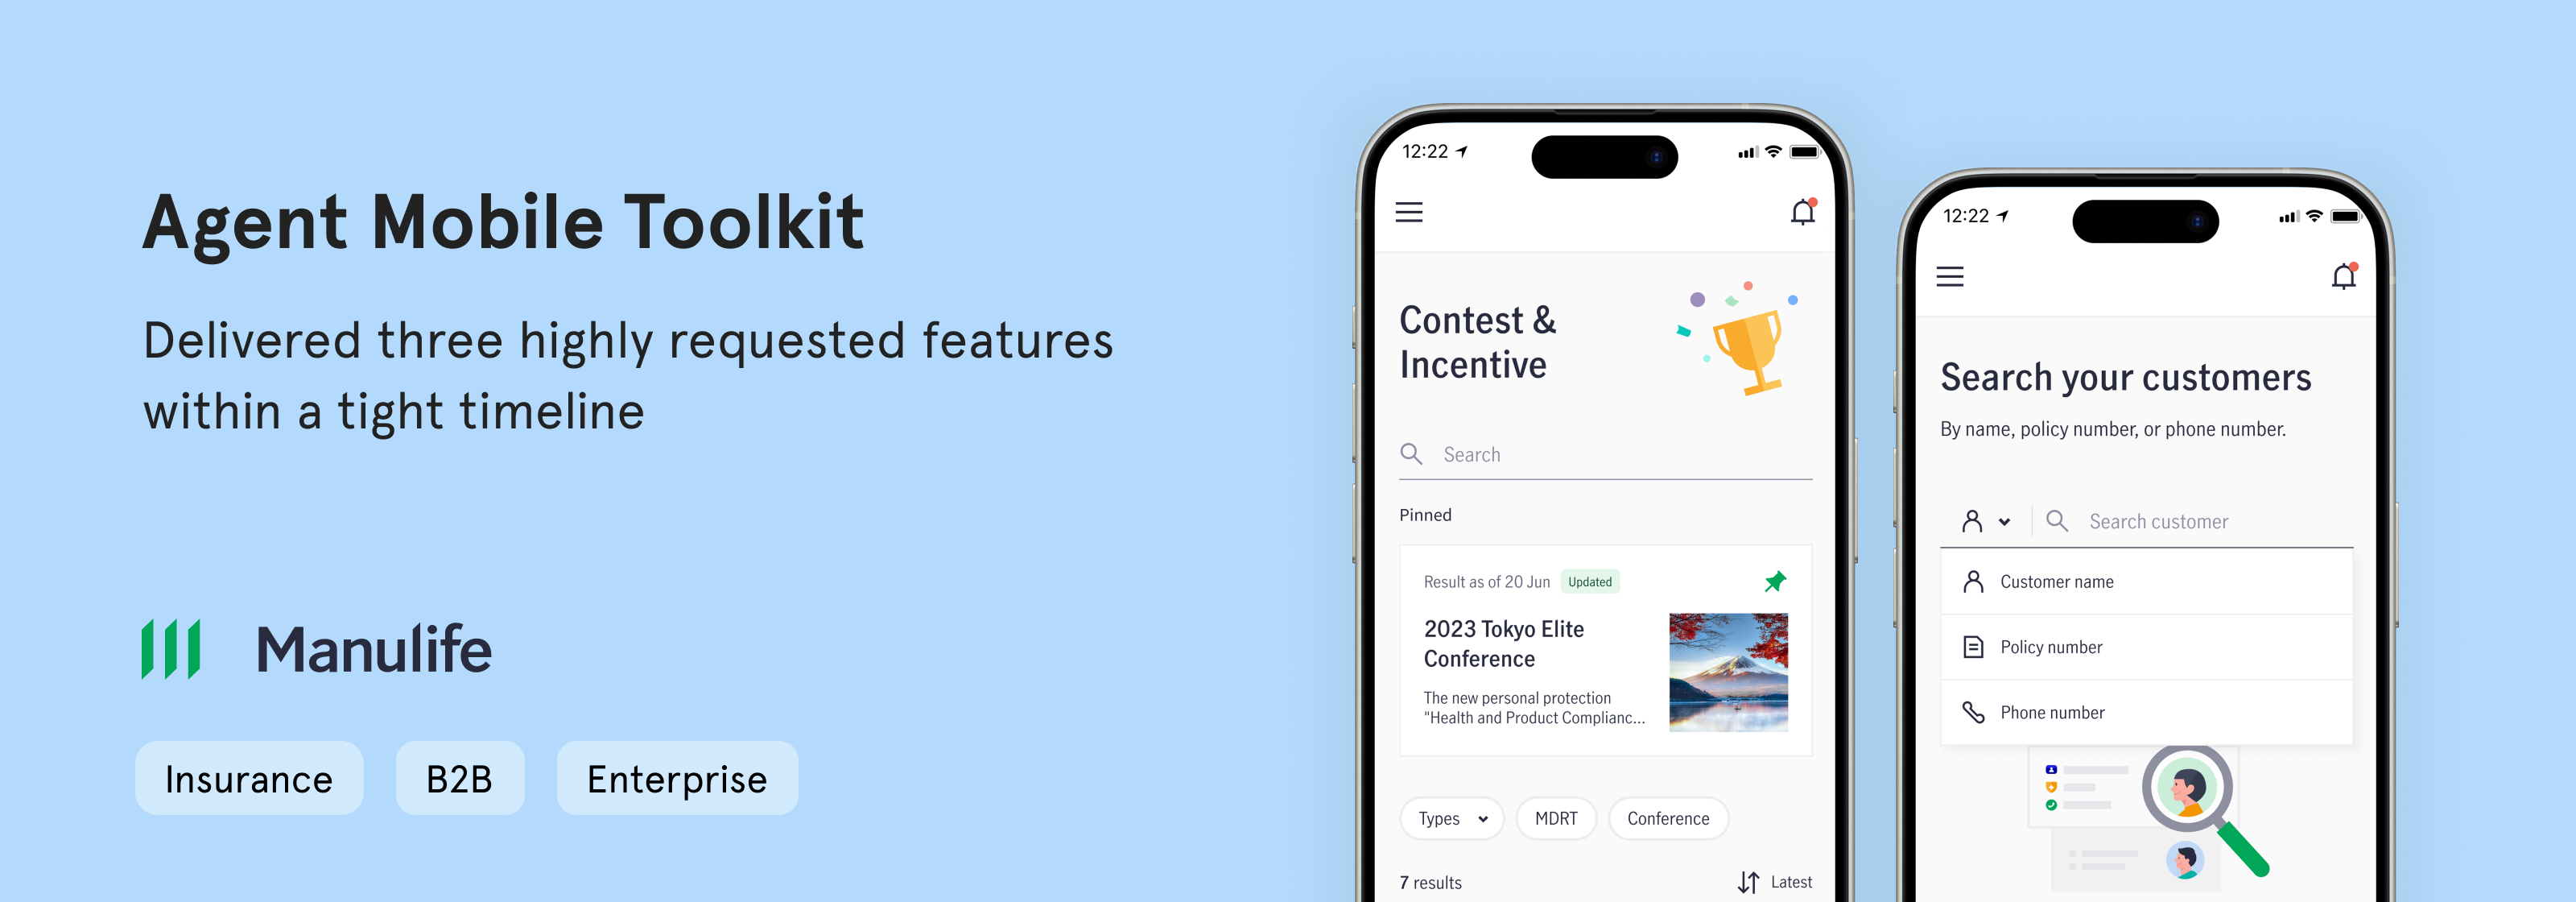 Agent Mobile Toolkit
Delivered three highly requested features
within a tight timeline
Manulife
Insurance
B2B
Enterprise
12:22
Contest &
Incentive
Search
Pinned
Result as of 20 Jun
Updated
2023 Tokyo Elite
Conference
The new personal protection
"Health and Product Complianc...
Types
MDRT
Conference
7 results
Latest
12:22
Search your customers
By name, policy number, or phone number.
Search customer
Customer name
Policy number
Phone number